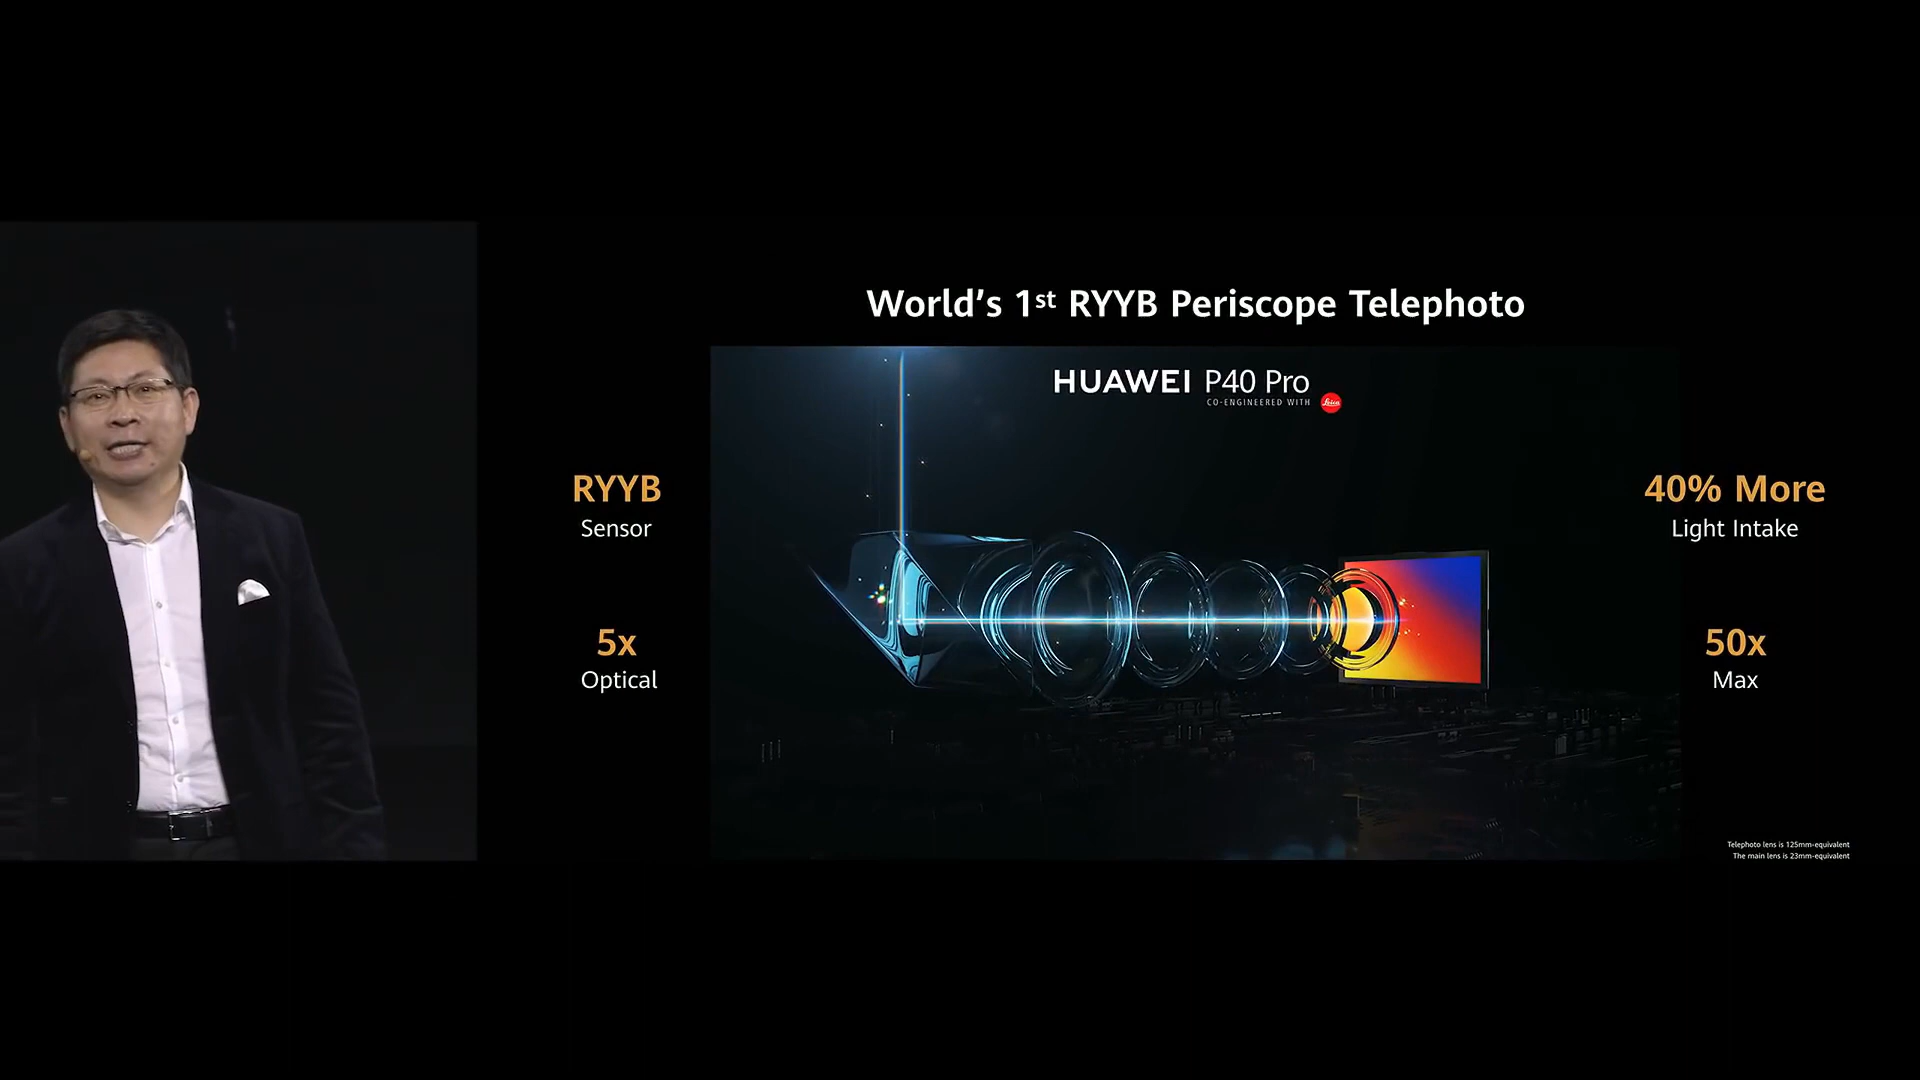 World's 1st RYYB Periscope Telephoto
HUAWEI P40 Pro
CO-ENGINEERED WITH Leica
RYYB
Sensor
5x
Optical
40% More
Light Intake
50x
Max
Telephoto lens is 125mm-equivalent
The main lens is 23mm-equivalent